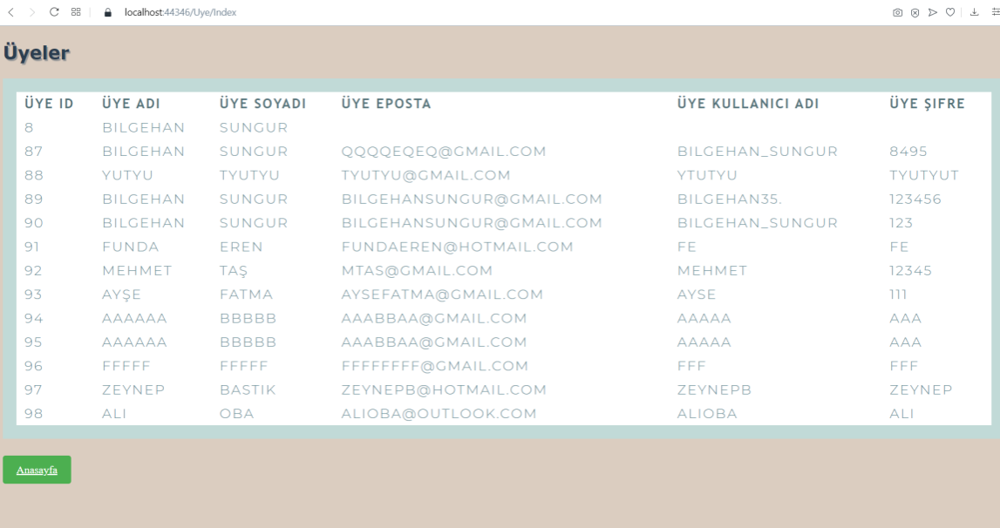 localhost:44346/Uye/Index
Üyeler
ÜYE ID ÜYE ADI ÜYE SOYADI ÜYE EPOSTA ÜYE KULLANICI ADI ÜYE ŞIFRE
8 BILGEHAN SUNGUR
87 BILGEHAN SUNGUR QQQQEQEQ@GMAIL.COM BILGEHAN_SUNGUR 8495
88 YUTYU TYUTYU TYUTYU@GMAIL.COM YTUTYU TYUTYUT
89 BILGEHAN SUNGUR BILGEHANSUNGUR@GMAIL.COM BILGEHAN35. 123456
90 BILGEHAN SUNGUR BILGEHANSUNGUR@GMAIL.COM BILGEHAN_SUNGUR 123
91 FUNDA EREN FUNDAEREN@HOTMAIL.COM FE FE
92 MEHMET TAŞ MTAS@GMAIL.COM MEHMET 12345
93 AYŞE FATMA AYSEFATMA@GMAIL.COM AYSE 111
94 AAAAAA BBBBB AAABBAA@GMAIL.COM AAAAA AAA
95 AAAAAA BBBBB AAABBAA@GMAIL.COM AAAAA AAA
96 FFFFF FFFFF FFFFFFFF@GMAIL.COM FFF FFF
97 ZEYNEP BASTIK ZEYNEPB@HOTMAIL.COM ZEYNEPB ZEYNEP
98 ALI OBA ALIOBA@OUTLOOK.COM ALIOBA ALI
Anasayfa